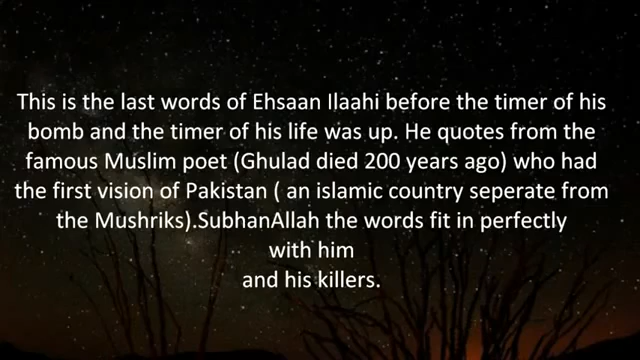 This is the last words of Ehsaan Ilaahi before the timer of his
bomb and the timer of his life was up. He quotes from the
famous Muslim poet (Ghulad died 200 years ago) who had
the first vision of Pakistan ( an islamic country seperate from
the Mushriks).SubhanAllah the words fit in perfectly
with him
and his killers.